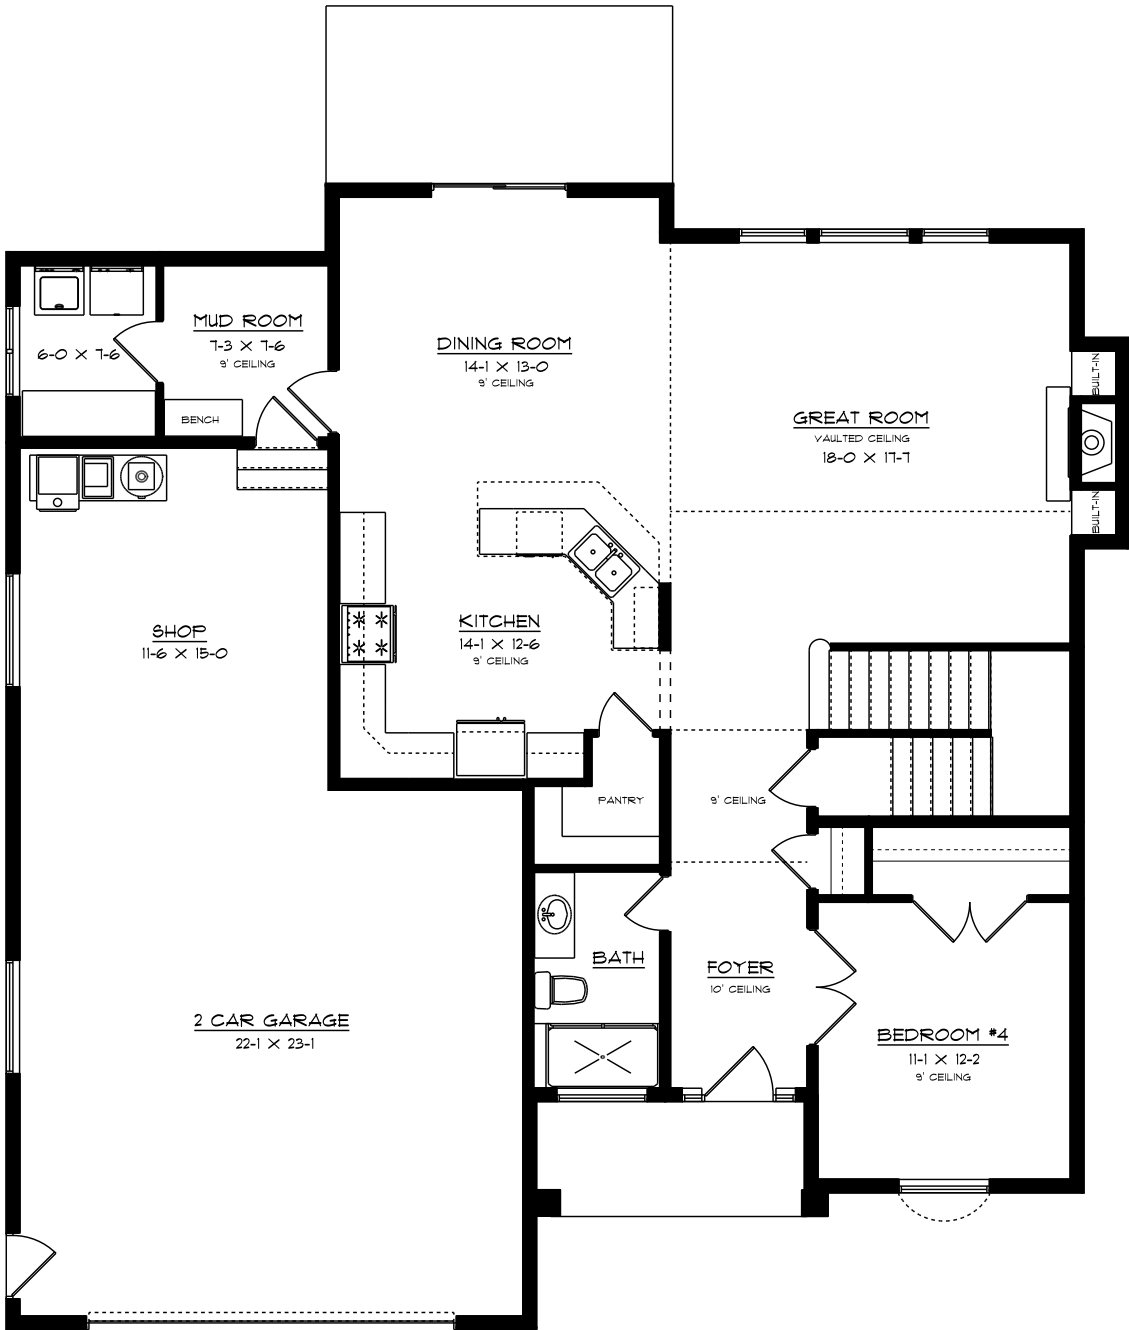 MUD ROOM
7-3 X 7-6
9' CEILING
6-0 X 7-6
BENCH
DINING ROOM
14-1 X 13-0
9' CEILING
GREAT ROOM
VAULTED CEILING
18-0 X 17-7
BUILT-IN
BUILT-IN
SHOP
11-6 X 15-0
KITCHEN
14-1 X 12-6
9' CEILING
PANTRY
9' CEILING
BATH
FOYER
10' CEILING
2 CAR GARAGE
22-1 X 23-1
BEDROOM #4
11-1 X 12-2
9' CEILING